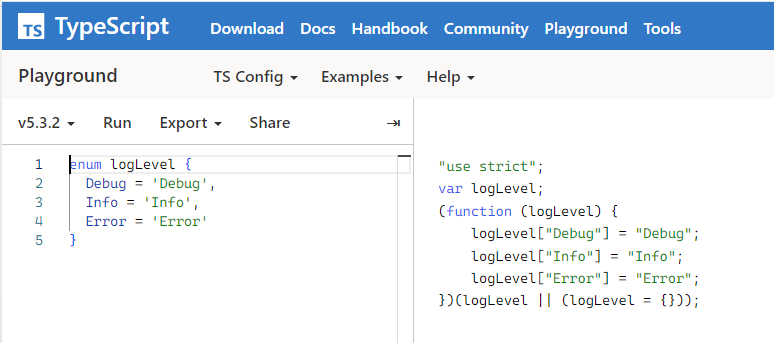 TS TypeScript Download Docs Handbook Community Playground Tools
Playground TS Config Examples Help
v5.3.2 Run Export Share
1 enum logLevel {
2   Debug = 'Debug',
3   Info = 'Info',
4   Error = 'Error'
5 }
"use strict";
var logLevel;
(function (logLevel) {
    logLevel["Debug"] = "Debug";
    logLevel["Info"] = "Info";
    logLevel["Error"] = "Error";
})(logLevel || (logLevel = {}));